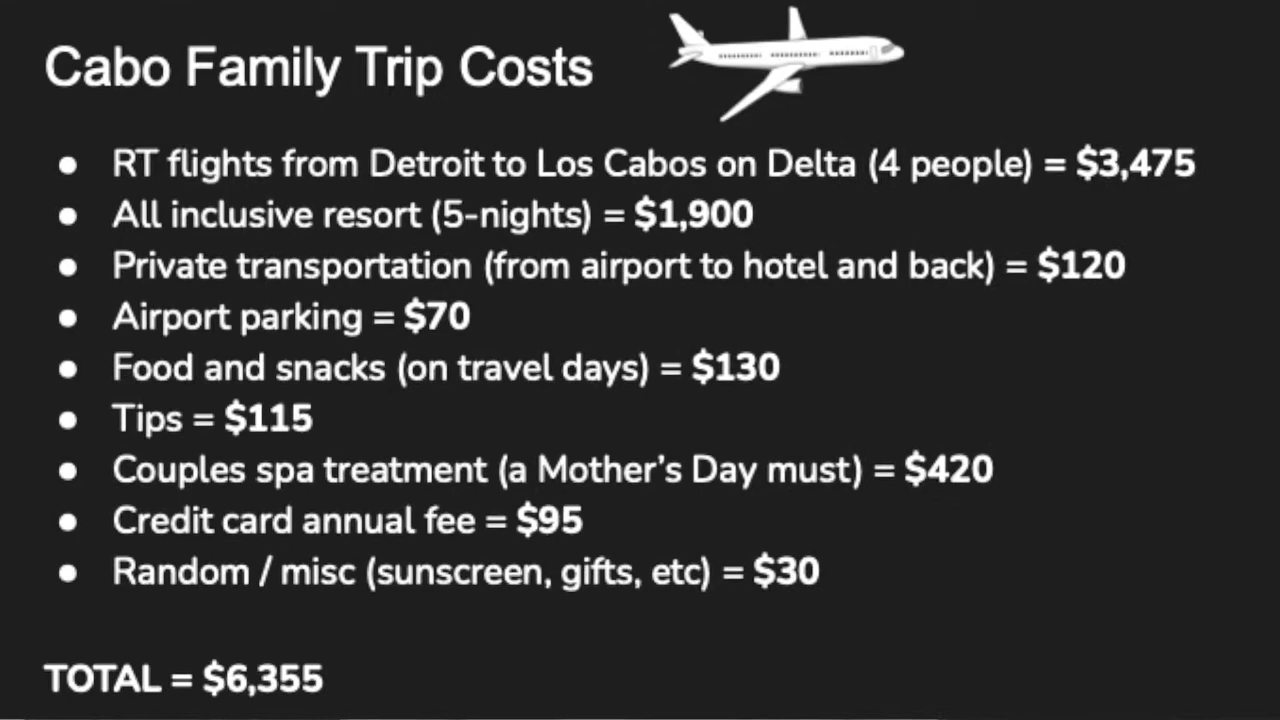 Cabo Family Trip Costs
● RT flights from Detroit to Los Cabos on Delta (4 people) = $3,475
● All inclusive resort (5-nights) = $1,900
● Private transportation (from airport to hotel and back) = $120
● Airport parking = $70
● Food and snacks (on travel days) = $130
● Tips = $115
● Couples spa treatment (a Mother's Day must) = $420
● Credit card annual fee = $95
● Random / misc (sunscreen, gifts, etc) = $30
TOTAL = $6,355